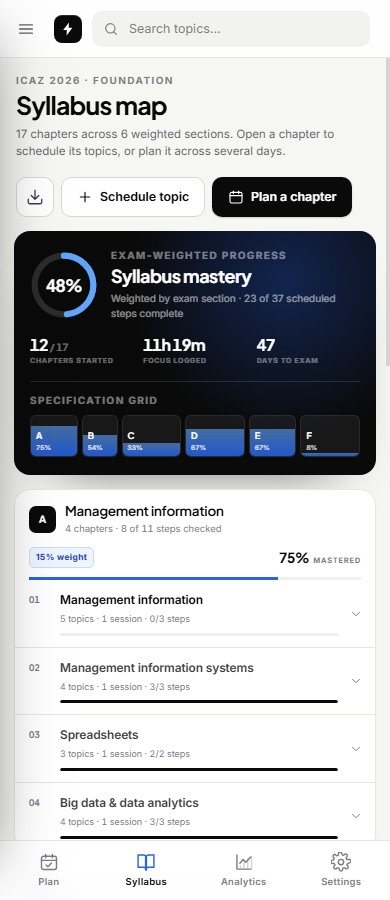 Search topics...
ICAZ 2026 · FOUNDATION
Syllabus map
17 chapters across 6 weighted sections. Open a chapter to
schedule its topics, or plan it across several days.
Schedule topic
Plan a chapter
48%
EXAM-WEIGHTED PROGRESS
Syllabus mastery
Weighted by exam section · 23 of 37 scheduled
steps complete
12/17
CHAPTERS STARTED
11h19m
FOCUS LOGGED
47
DAYS TO EXAM
SPECIFICATION GRID
A
75%
B
54%
C
33%
D
67%
E
67%
F
8%
A
Management information
4 chapters · 8 of 11 steps checked
15% weight
75% MASTERED
01
Management information
5 topics · 1 session · 0/3 steps
02
Management information systems
4 topics · 1 session · 3/3 steps
03
Spreadsheets
3 topics · 1 session · 2/2 steps
04
Big data & data analytics
4 topics · 1 session · 3/3 steps
Plan
Syllabus
Analytics
Settings